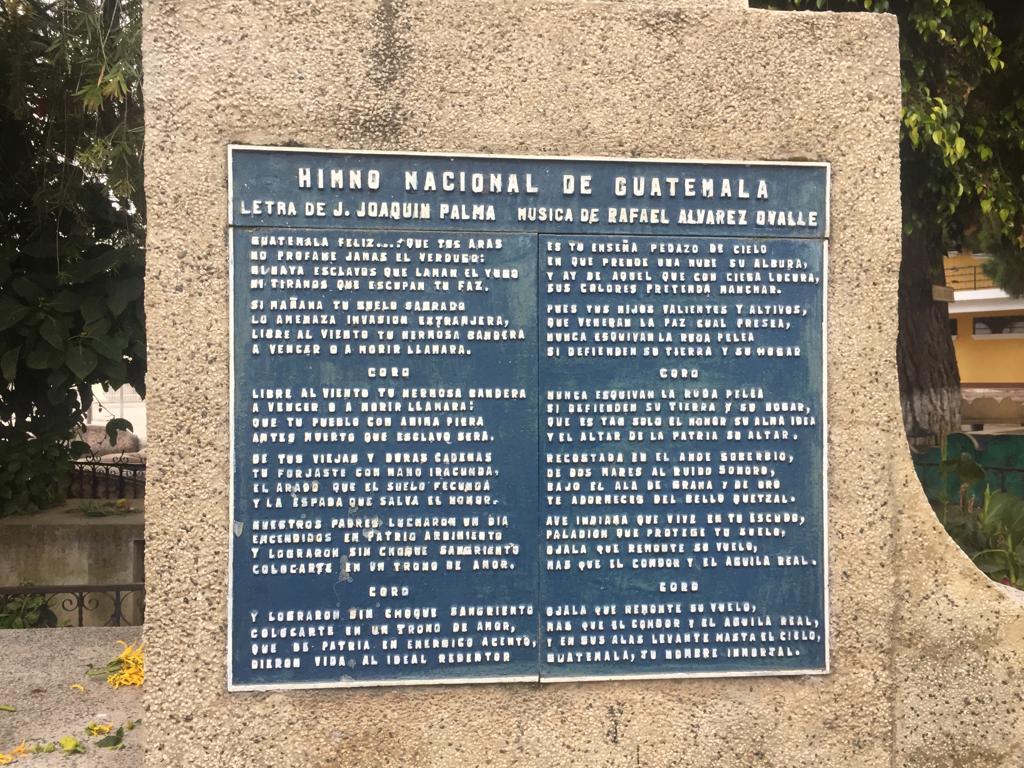 HIMNO NACIONAL DE GUATEMALA
LETRA DE J. JOAQUIN PALMA MUSICA DE RAFAEL ALVAREZ OVALLE
GUATEMALA FELIZ...! QUE TUS ARAS
NO PROFANE JAMAS EL VERDUGO:
NI HAYA ESCLAVOS QUE LAMAN EL YUGO
NI TIRANOS QUE ESCUPAN TU FAZ.
SI MAÑANA TU SUELO SAGRADO
LO AMENAZA INVASION EXTRANJERA,
LIBRE AL VIENTO TU HERMOSA BANDERA
A VENCER O A MORIR LLAMARA.
CORO
LIBRE AL VIENTO TU HERMOSA BANDERA
A VENCER O A MORIR LLAMARA:
QUE TU PUEBLO CON ANIMA FIERA
ANTES MUERTO QUE ESCLAVO SERA.
DE TUS VIEJAS Y DURAS CADENAS
TU FORJASTE CON MANO IRACUNDA,
EL ARADO QUE EL SUELO FECUNDA
Y LA ESPADA QUE SALVA EL HONOR.
NUESTROS PADRES LUCHARON UN DIA
ENCENDIDOS EN PATRIO ARDIMIENTO
Y LOGRARON SIN CHOQUE SANGRIENTO
COLOCARTE EN UN TRONO DE AMOR.
CORO
Y LOGRARON SIN CHOQUE SANGRIENTO
COLOCARTE EN UN TRONO DE AMOR,
QUE DE PATRIA EN ENERGICO ACENTO,
DIERON VIDA AL IDEAL REDENTOR
ES TU ENSEÑA PEDAZO DE CIELO
EN QUE PRENDE UNA NUBE SU ALBURA,
Y AY DE AQUEL QUE CON CIEGA LOCURA,
SUS COLORES PRETENDA MANCHAR.
PUES TUS HIJOS VALIENTES Y ALTIVOS,
QUE VENERAN LA PAZ CUAL PRESEA,
NUNCA ESQUIVAN LA RUDA PELEA
SI DEFIENDEN SU TIERRA Y SU HOGAR
CORO
NUNCA ESQUIVAN LA RUDA PELEA
SI DEFIENDEN SU TIERRA Y SU HOGAR,
QUE ES TAN SOLO EL HONOR SU ALMA IDEA
Y EL ALTAR DE LA PATRIA SU ALTAR.
RECOSTADA EN EL ANDE SOBERBIO,
DE DOS MARES AL RUIDO SONORO,
BAJO EL ALA DE GRANA Y DE ORO
TE ADORMECES DEL BELLO QUETZAL.
AVE INDIANA QUE VIVE EN TU ESCUDO,
PALADION QUE PROTEGE TU SUELO,
OJALA QUE REMONTE SU VUELO,
MAS QUE EL CONDOR Y EL AGUILA REAL.
CORO
OJALA QUE REMONTE SU VUELO,
MAS QUE EL CONDOR Y EL AGUILA REAL,
Y EN SUS ALAS LEVANTE HASTA EL CIELO,
GUATEMALA, TU NOMBRE INMORTAL.